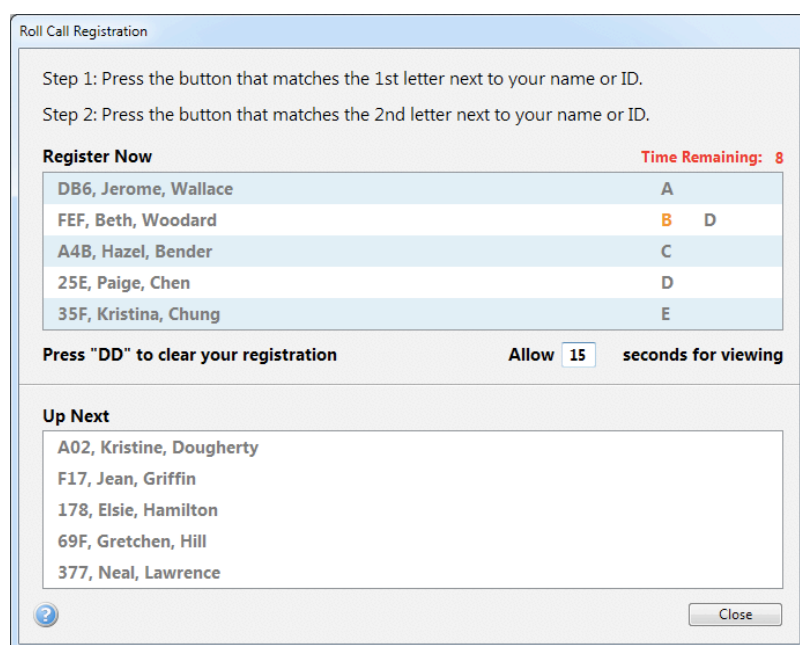 Roll Call Registration
Step 1: Press the button that matches the 1st letter next to your name or ID.
Step 2: Press the button that matches the 2nd letter next to your name or ID.
Register Now Time Remaining: 8
DB6, Jerome, Wallace A
FEF, Beth, Woodard B D
A4B, Hazel, Bender C
25E, Paige, Chen D
35F, Kristina, Chung E
Press "DD" to clear your registration Allow 15 seconds for viewing
Up Next
A02, Kristine, Dougherty
F17, Jean, Griffin
178, Elsie, Hamilton
69F, Gretchen, Hill
377, Neal, Lawrence
? Close